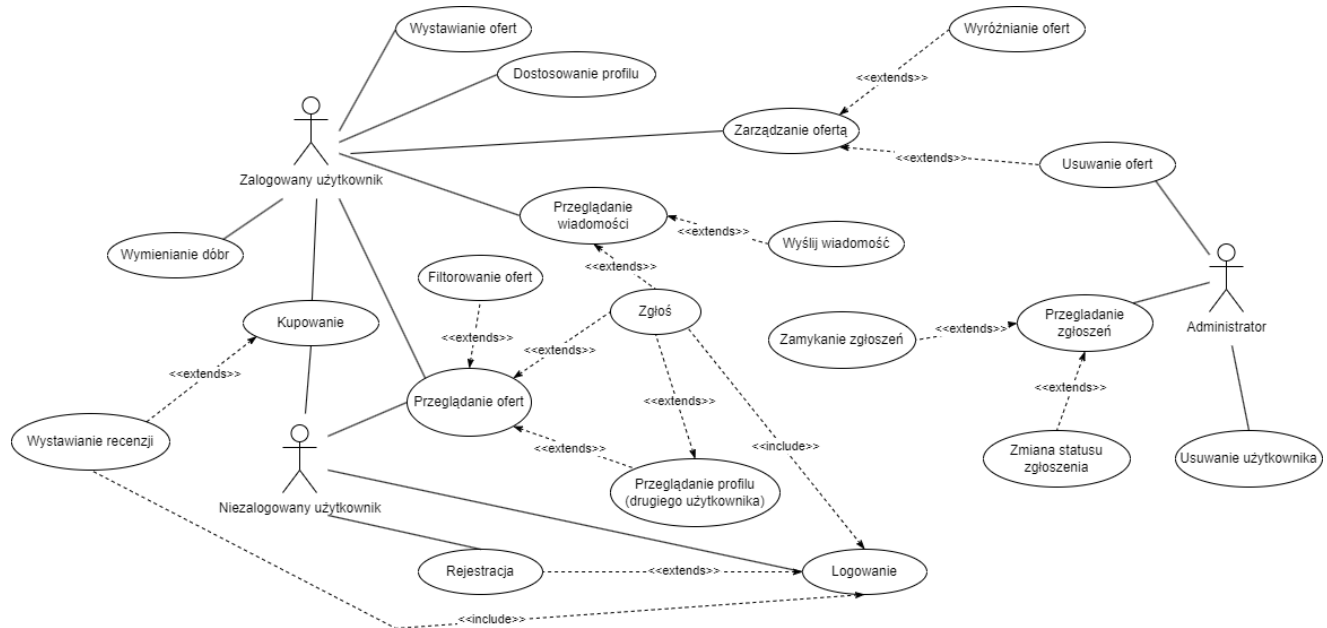 Wystawianie ofert
Wyróżnianie ofert
Dostosowanie profilu
<<extends>>
Zarządzanie ofertą
<<extends>>
Usuwanie ofert
Zalogowany użytkownik
Przeglądanie
wiadomości
<<extends>>
Wyślij wiadomość
Wymienianie dóbr
<<extends>>
Filtorowanie ofert
Zgłoś
Kupowanie
Przegladanie
zgłoszeń
Administrator
<<extends>>
<<extends>>
Zamykanie zgłoszeń
<<extends>>
<<extends>>
<<extends>>
Przeglądanie ofert
<<extends>>
Wystawianie recenzji
<<extends>>
<<include>>
Zmiana statusu
zgłoszenia
Usuwanie użytkownika
Przeglądanie profilu
(drugiego użytkownika)
Niezalogowany użytkownik
Rejestracja
<<extends>>
Logowanie
<<include>>